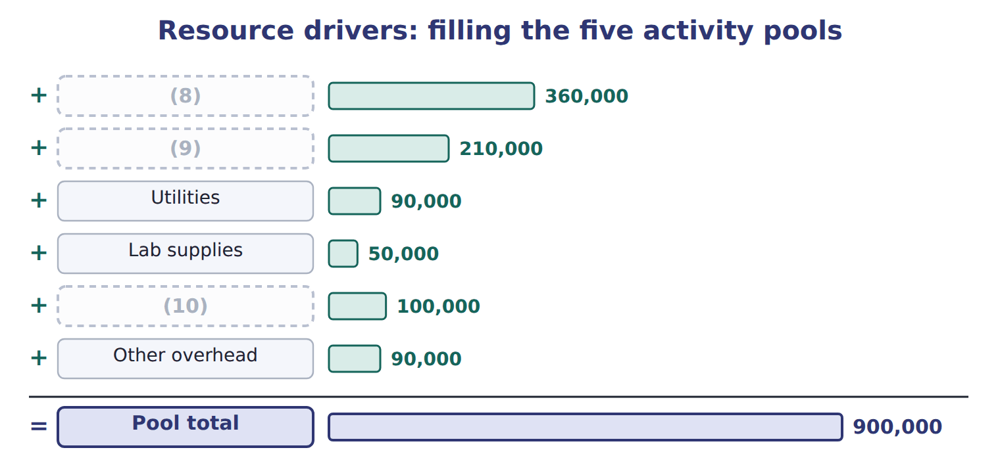 Resource drivers: filling the five activity pools
+ (8) 360,000
+ (9) 210,000
+ Utilities 90,000
+ Lab supplies 50,000
+ (10) 100,000
+ Other overhead 90,000
= Pool total 900,000